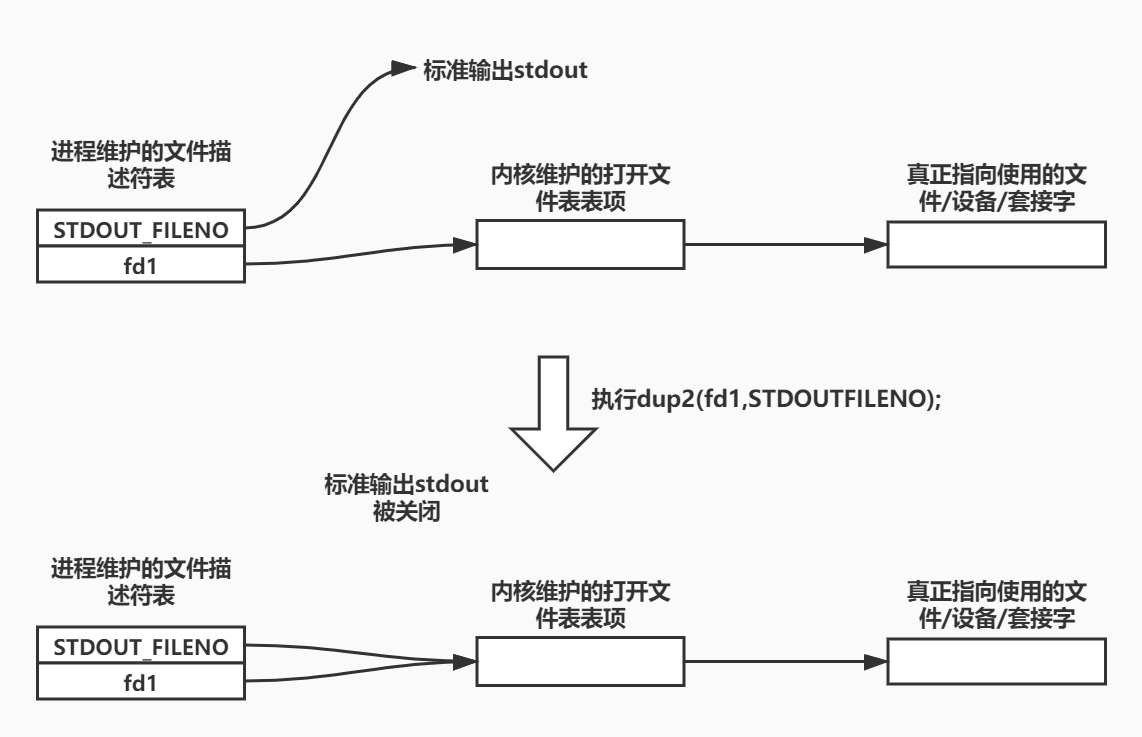 标准输出stdout
进程维护的文件描
述符表
内核维护的打开文
件表表项
真正指向使用的文
件/设备/套接字
STDOUT_FILENO
fd1
执行dup2(fd1,STDOUTFILENO);
标准输出stdout
被关闭
进程维护的文件描
述符表
内核维护的打开文
件表表项
真正指向使用的文
件/设备/套接字
STDOUT_FILENO
fd1